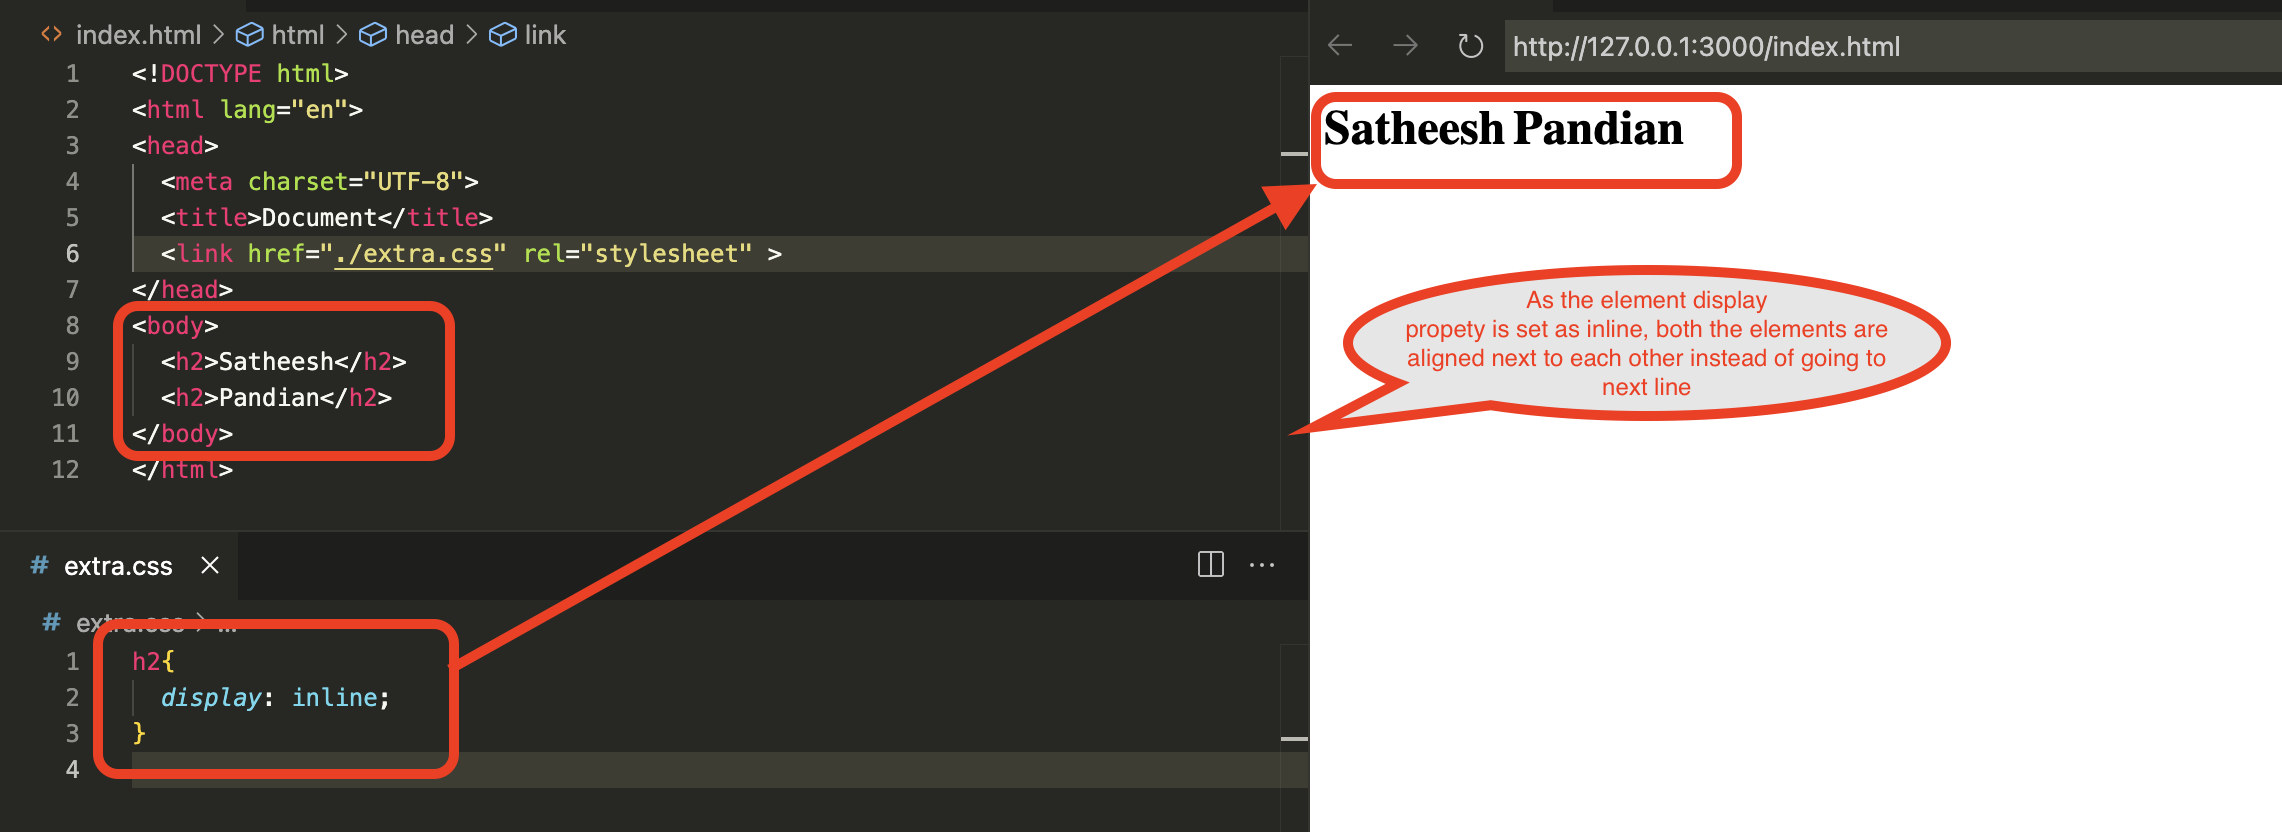 index.html > html > head > link
1 <!DOCTYPE html>
2 <html lang="en">
3 <head>
4 <meta charset="UTF-8">
5 <title>Document</title>
6 <link href="./extra.css" rel="stylesheet" >
7 </head>
8 <body>
9 <h2>Satheesh</h2>
10 <h2>Pandian</h2>
11 </body>
12 </html>
# extra.css
# extra.css > ...
1 h2{
2 display: inline;
3 }
4
http://127.0.0.1:3000/index.html
Satheesh Pandian
As the element display
propety is set as inline, both the elements are
aligned next to each other instead of going to
next line